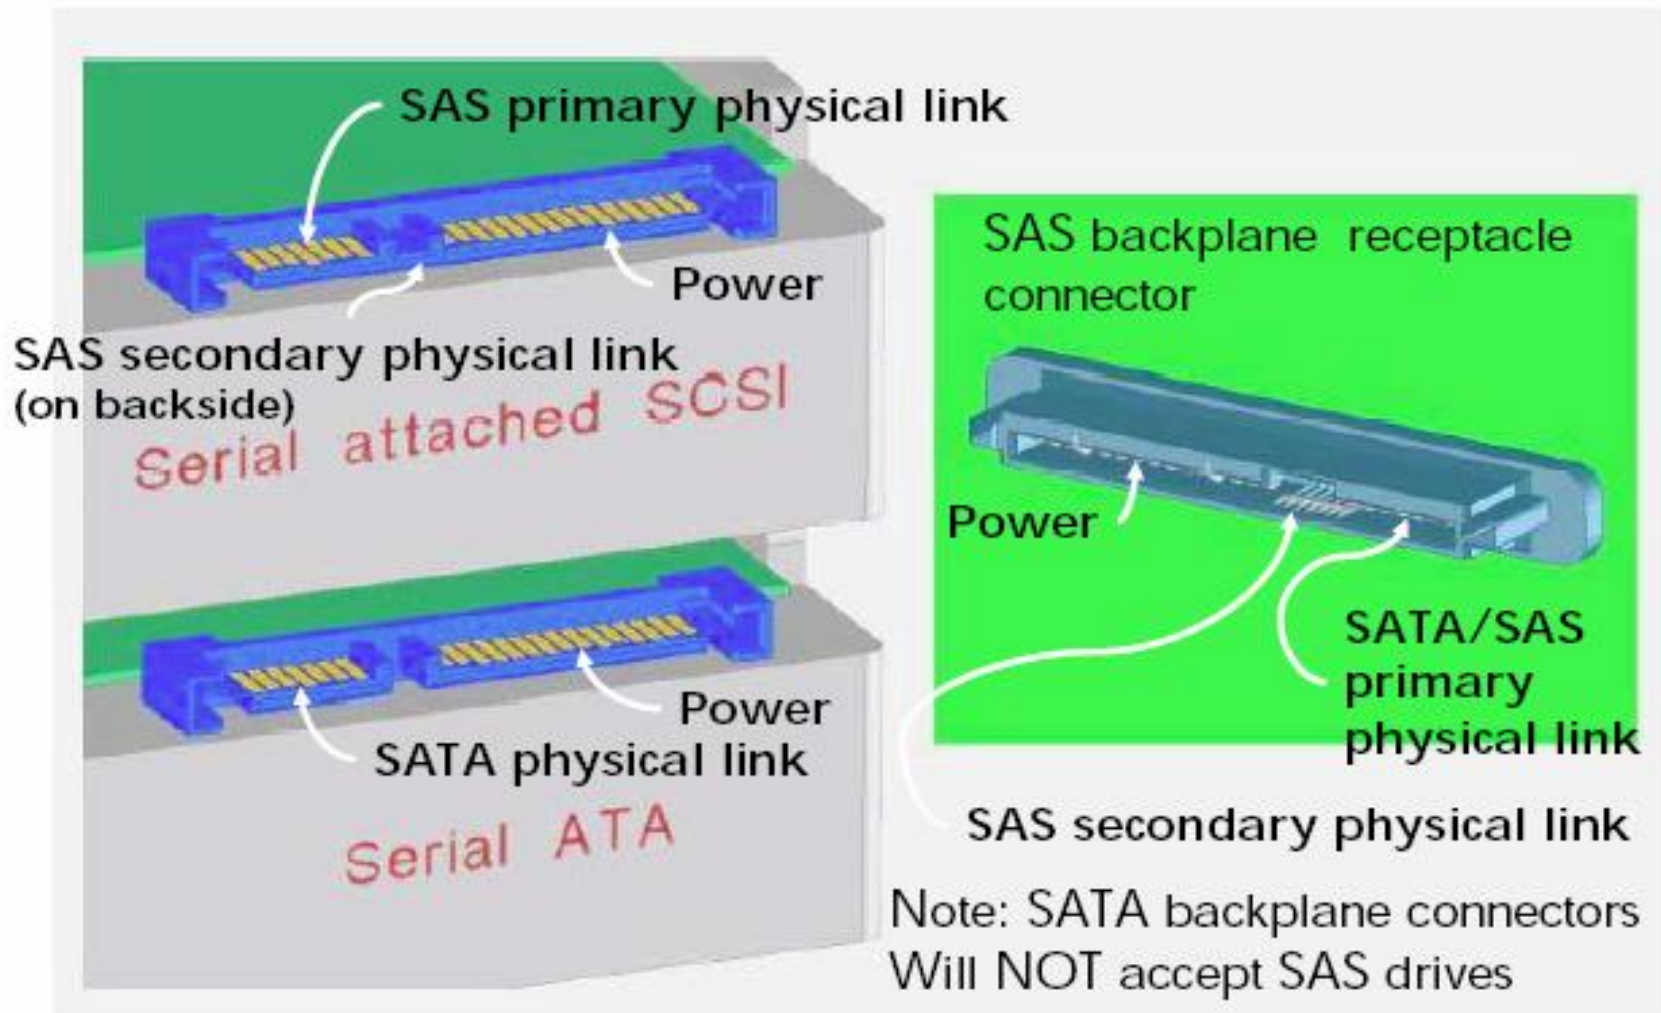 SAS primary physical link
Power
SAS secondary physical link
(on backside)
Serial attached SCSI
Power
SATA physical link
Serial ATA
SAS backplane receptacle
connector
Power
SATA/SAS
primary
physical link
SAS secondary physical link
Note: SATA backplane connectors
Will NOT accept SAS drives